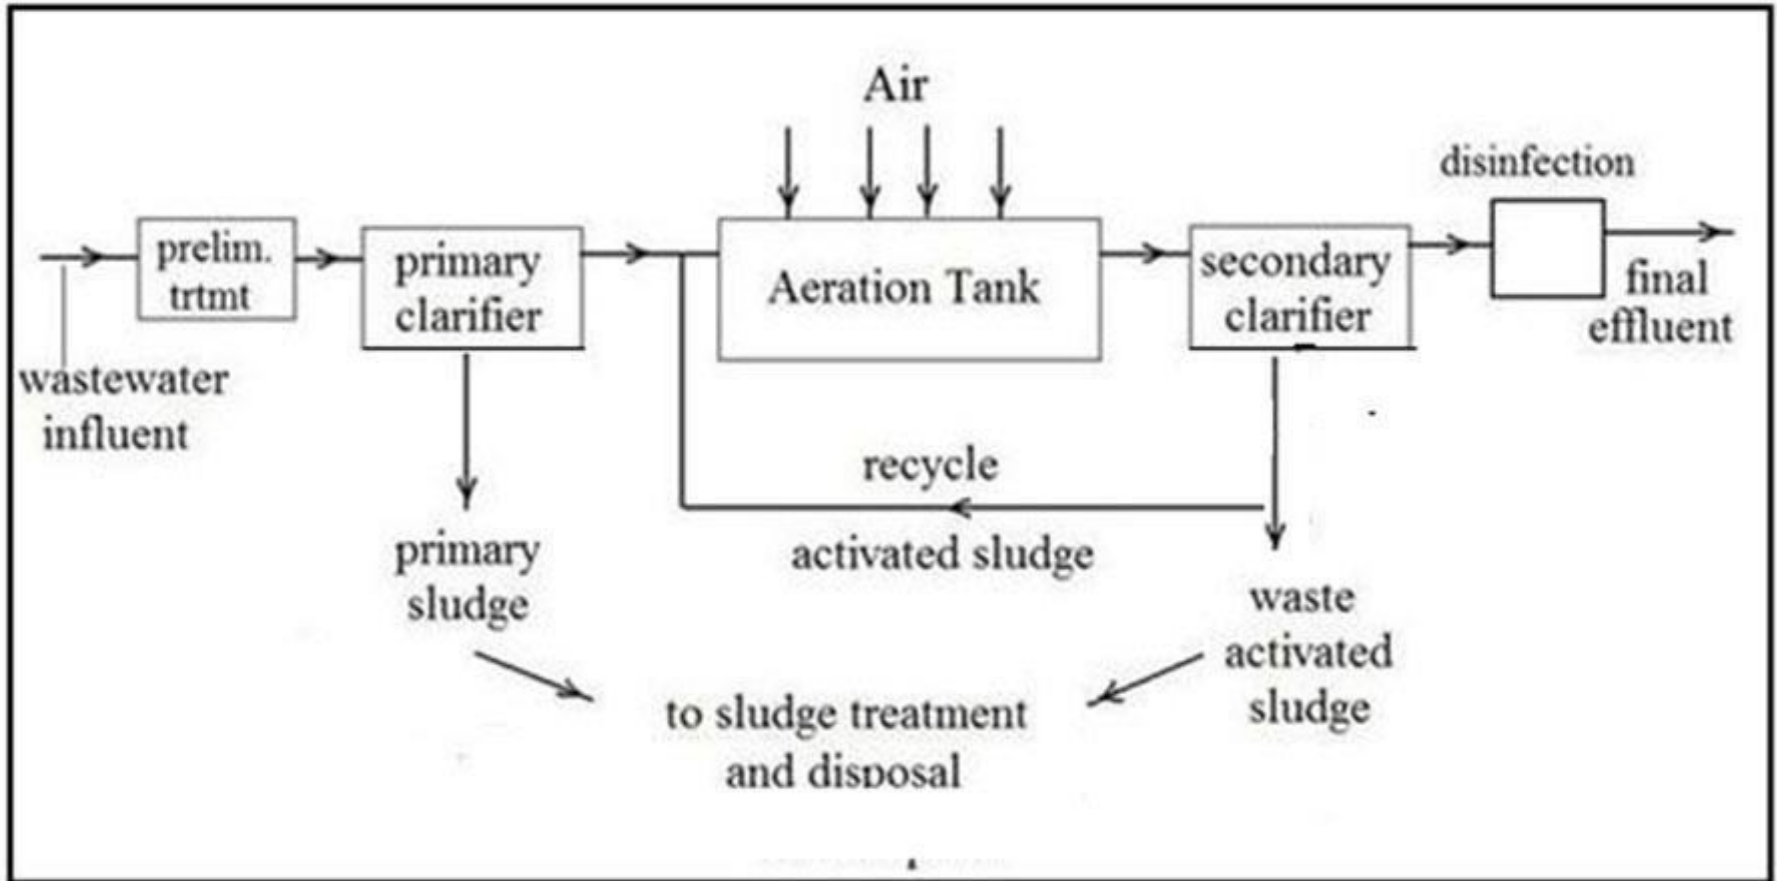 Air
disinfection
prelim.
trtmt
primary
clarifier
Aeration Tank
secondary
clarifier
final
effluent
wastewater
influent
recycle
activated sludge
primary
sludge
waste
activated
sludge
to sludge treatment
and disposal